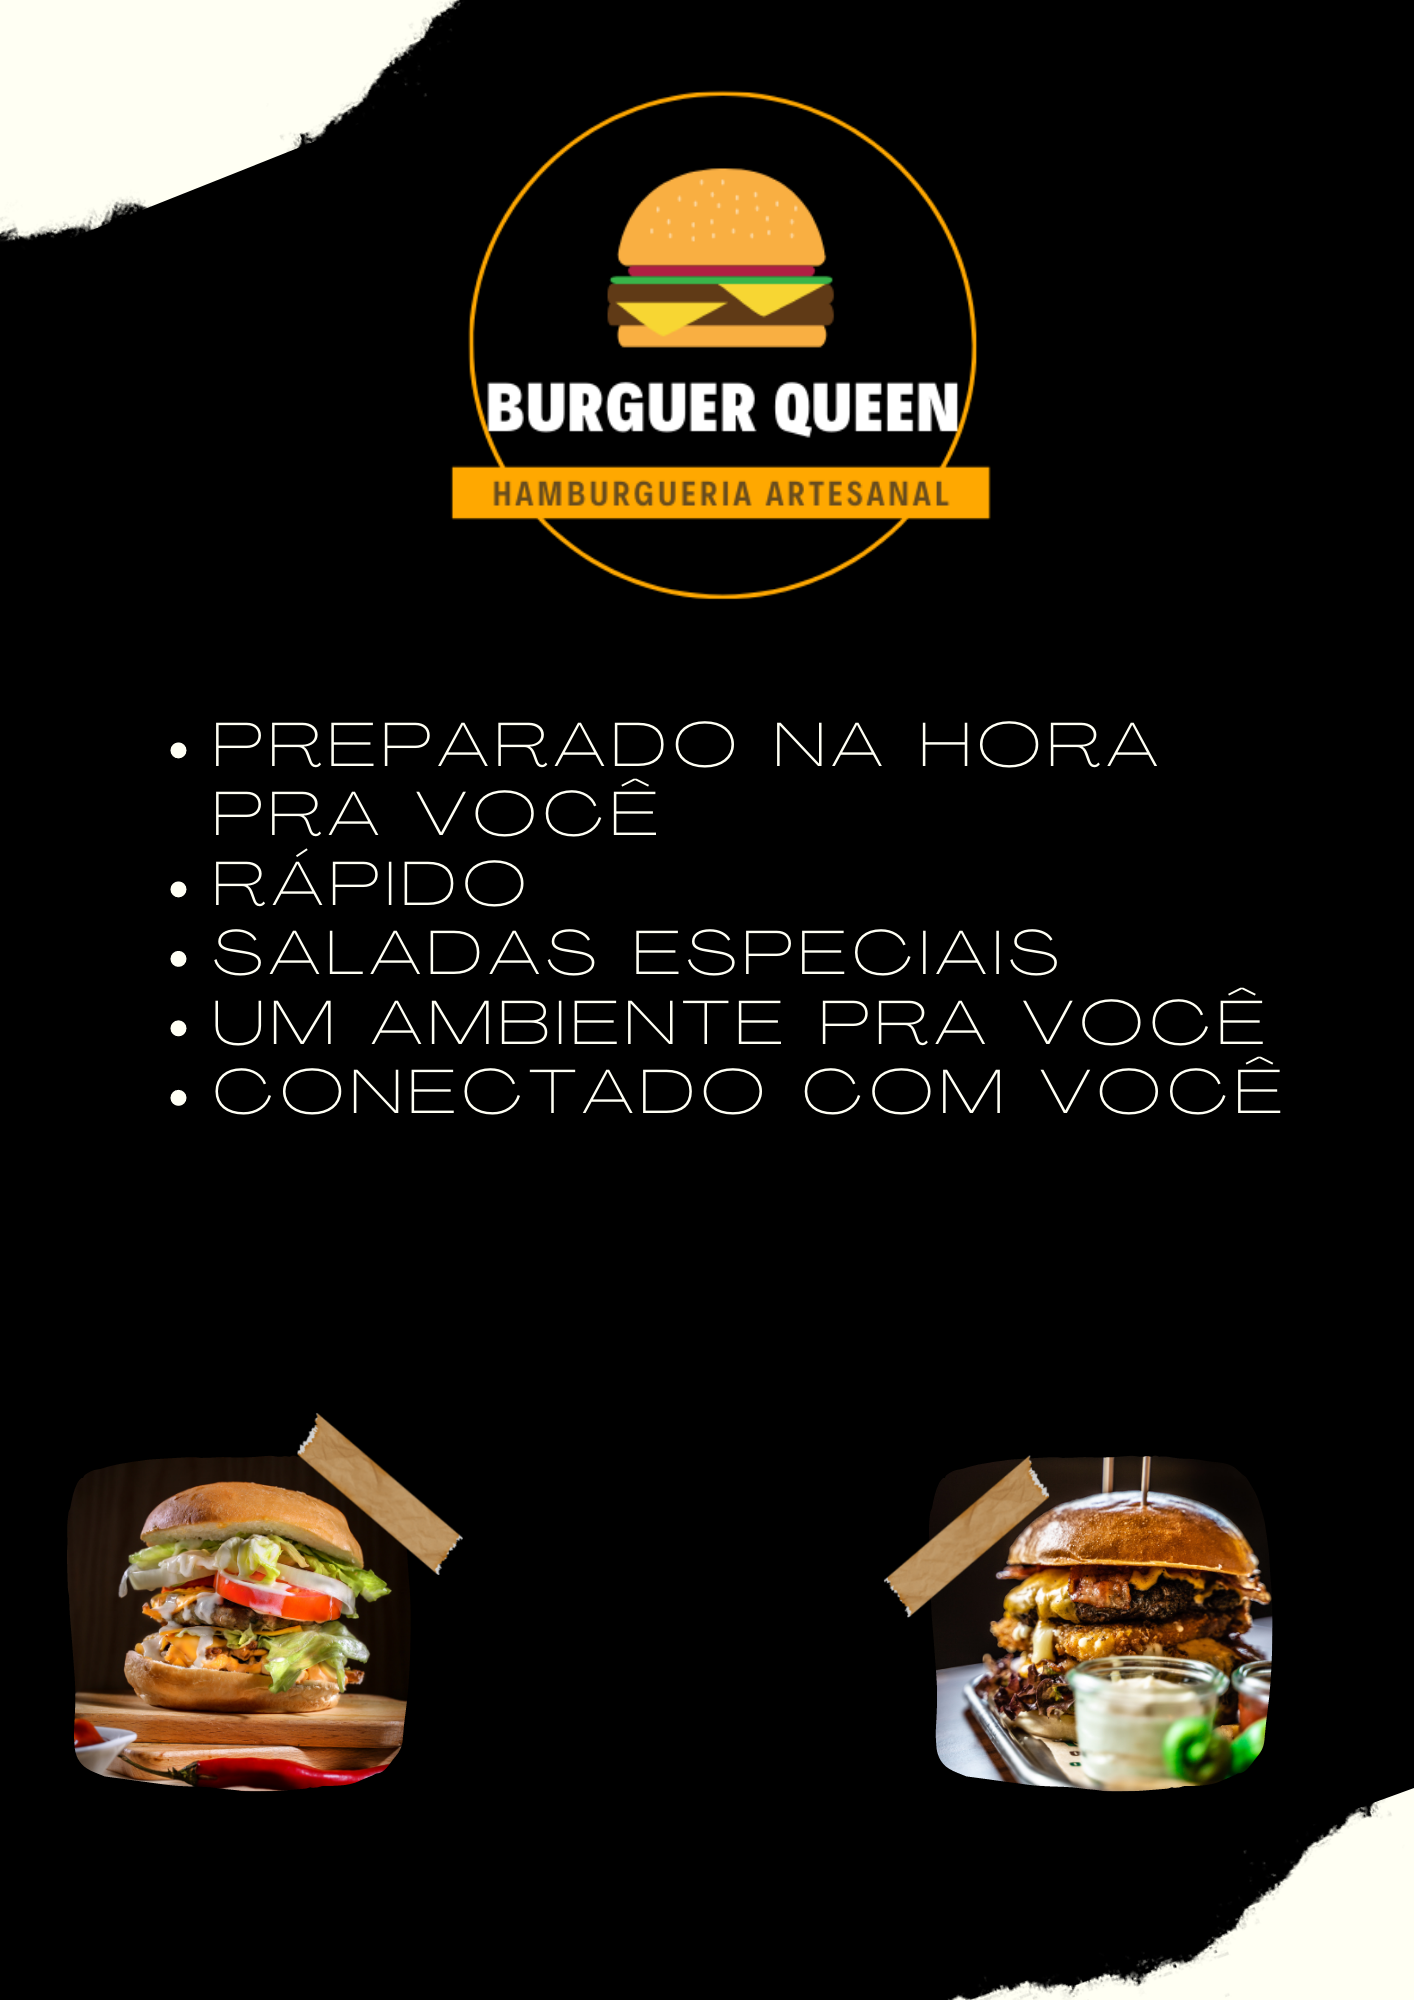 BURGUER QUEEN
HAMBURGUERIA ARTESANAL
• PREPARADO NA HORA
PRA VOCÊ
• RÁPIDO
• SALADAS ESPECIAIS
• UM AMBIENTE PRA VOCÊ
• CONECTADO COM VOCÊ